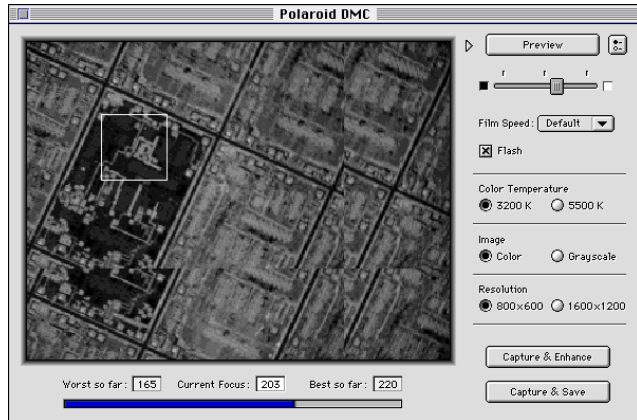 Polaroid DMC
Preview
Film Speed: Default
Flash
Color Temperature
3200 K 5500 K
Image
Color Grayscale
Resolution
800x600 1600x1200
Capture & Enhance
Worst so far: 165 Current Focus: 203 Best so far: 220
Capture & Save